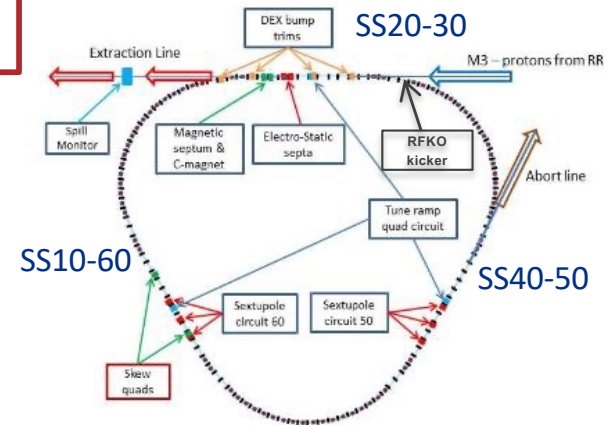 DEX bump
trims
SS20-30
Extraction Line
M3 – protons from RR
Spill
Monitor
Magnetic
septum &
C-magnet
Electro-Static
septa
RFKO
kicker
Abort line
Tune ramp
quad circuit
SS10-60
SS40-50
Sextupole
circuit 60
Sextupole
circuit 50
Skew
quads